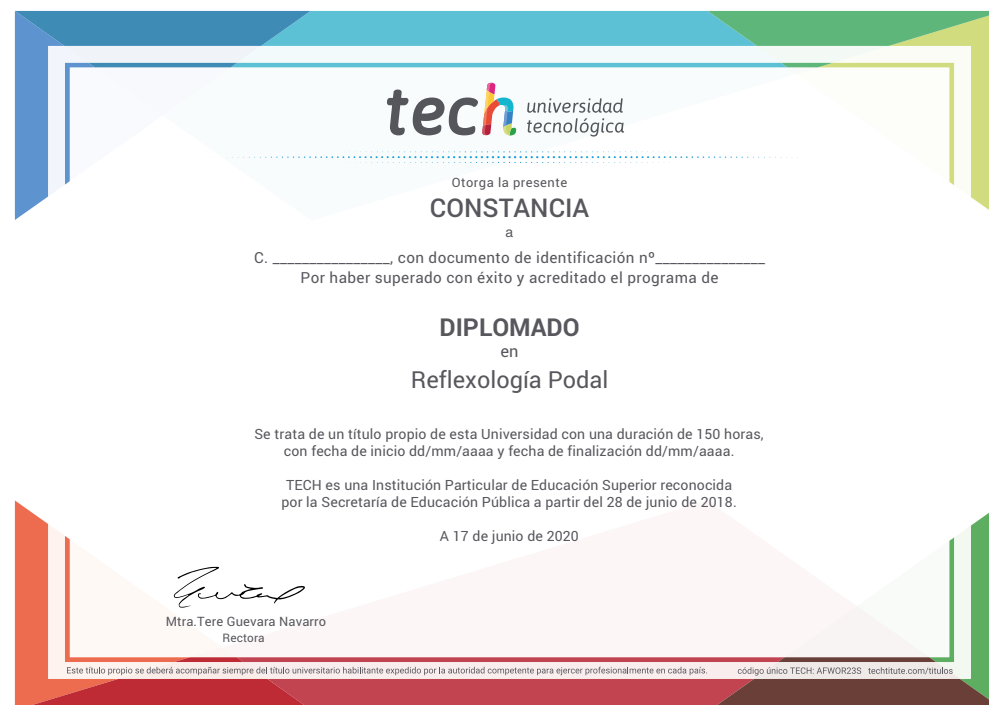 tech universidad
tecnológica
Otorga la presente
CONSTANCIA
a
C. ________________, con documento de identificación nº_______________
Por haber superado con éxito y acreditado el programa de
DIPLOMADO
en
Reflexología Podal
Se trata de un título propio de esta Universidad con una duración de 150 horas,
con fecha de inicio dd/mm/aaaa y fecha de finalización dd/mm/aaaa.
TECH es una Institución Particular de Educación Superior reconocida
por la Secretaría de Educación Pública a partir del 28 de junio de 2018.
A 17 de junio de 2020
Mtra.Tere Guevara Navarro
Rectora
Este título propio se deberá acompañar siempre del título universitario habilitante expedido por la autoridad competente para ejercer profesionalmente en cada país. código único TECH: AFWOR23S techtitute.com/titulos